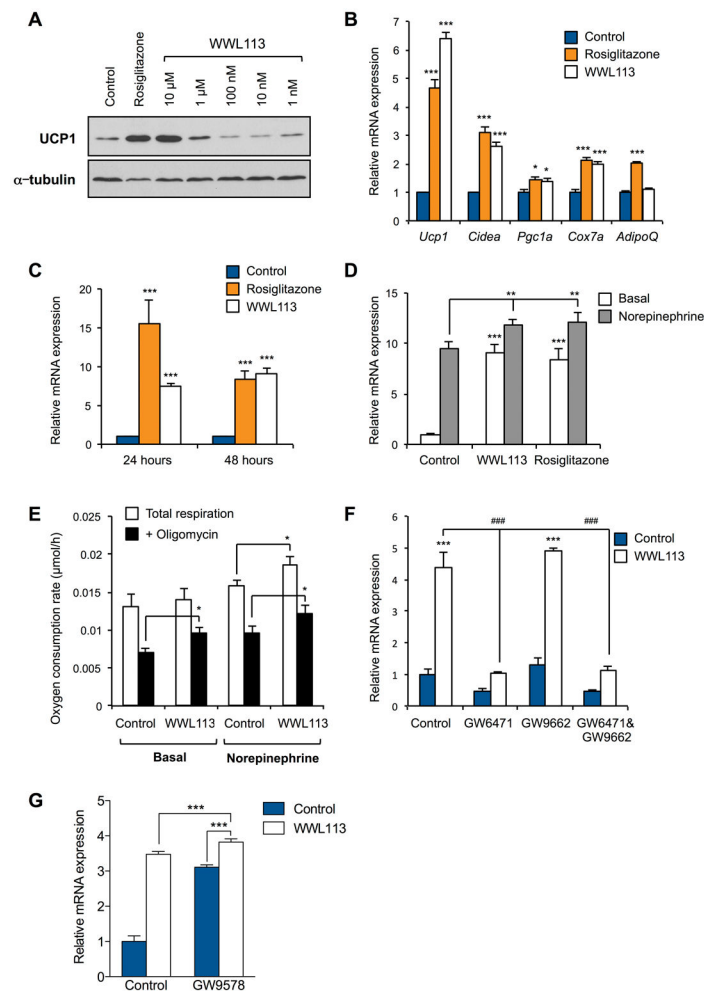 A
WWL113
Control
Rosiglitazone
10 µM
1 µM
100 nM
10 nM
1 nM
UCP1
α-tubulin
B
Relative mRNA expression
7
6
5
4
3
2
1
0
Control
Rosiglitazone
WWL113
***
***
***
***
*
*
***
***
***
Ucp1 Cidea Pgc1a Cox7a AdipoQ
C
Relative mRNA expression
20
15
10
5
0
Control
Rosiglitazone
WWL113
***
***
***
***
24 hours 48 hours
D
Relative mRNA expression
15
10
5
0
Basal
Norepinephrine
**
**
***
***
Control WWL113 Rosiglitazone
E
Oxygen consumption rate (µmol/h)
0.025
0.02
0.015
0.01
0.005
0
Total respiration
+ Oligomycin
*
*
*
Control WWL113 Control WWL113
Basal Norepinephrine
F
Relative mRNA expression
6
5
4
3
2
1
0
Control
WWL113
###
###
***
***
Control GW6471 GW9662 GW6471&
GW9662
G
Relative mRNA expression
5
4
3
2
1
0
Control
WWL113
***
***
Control GW9578